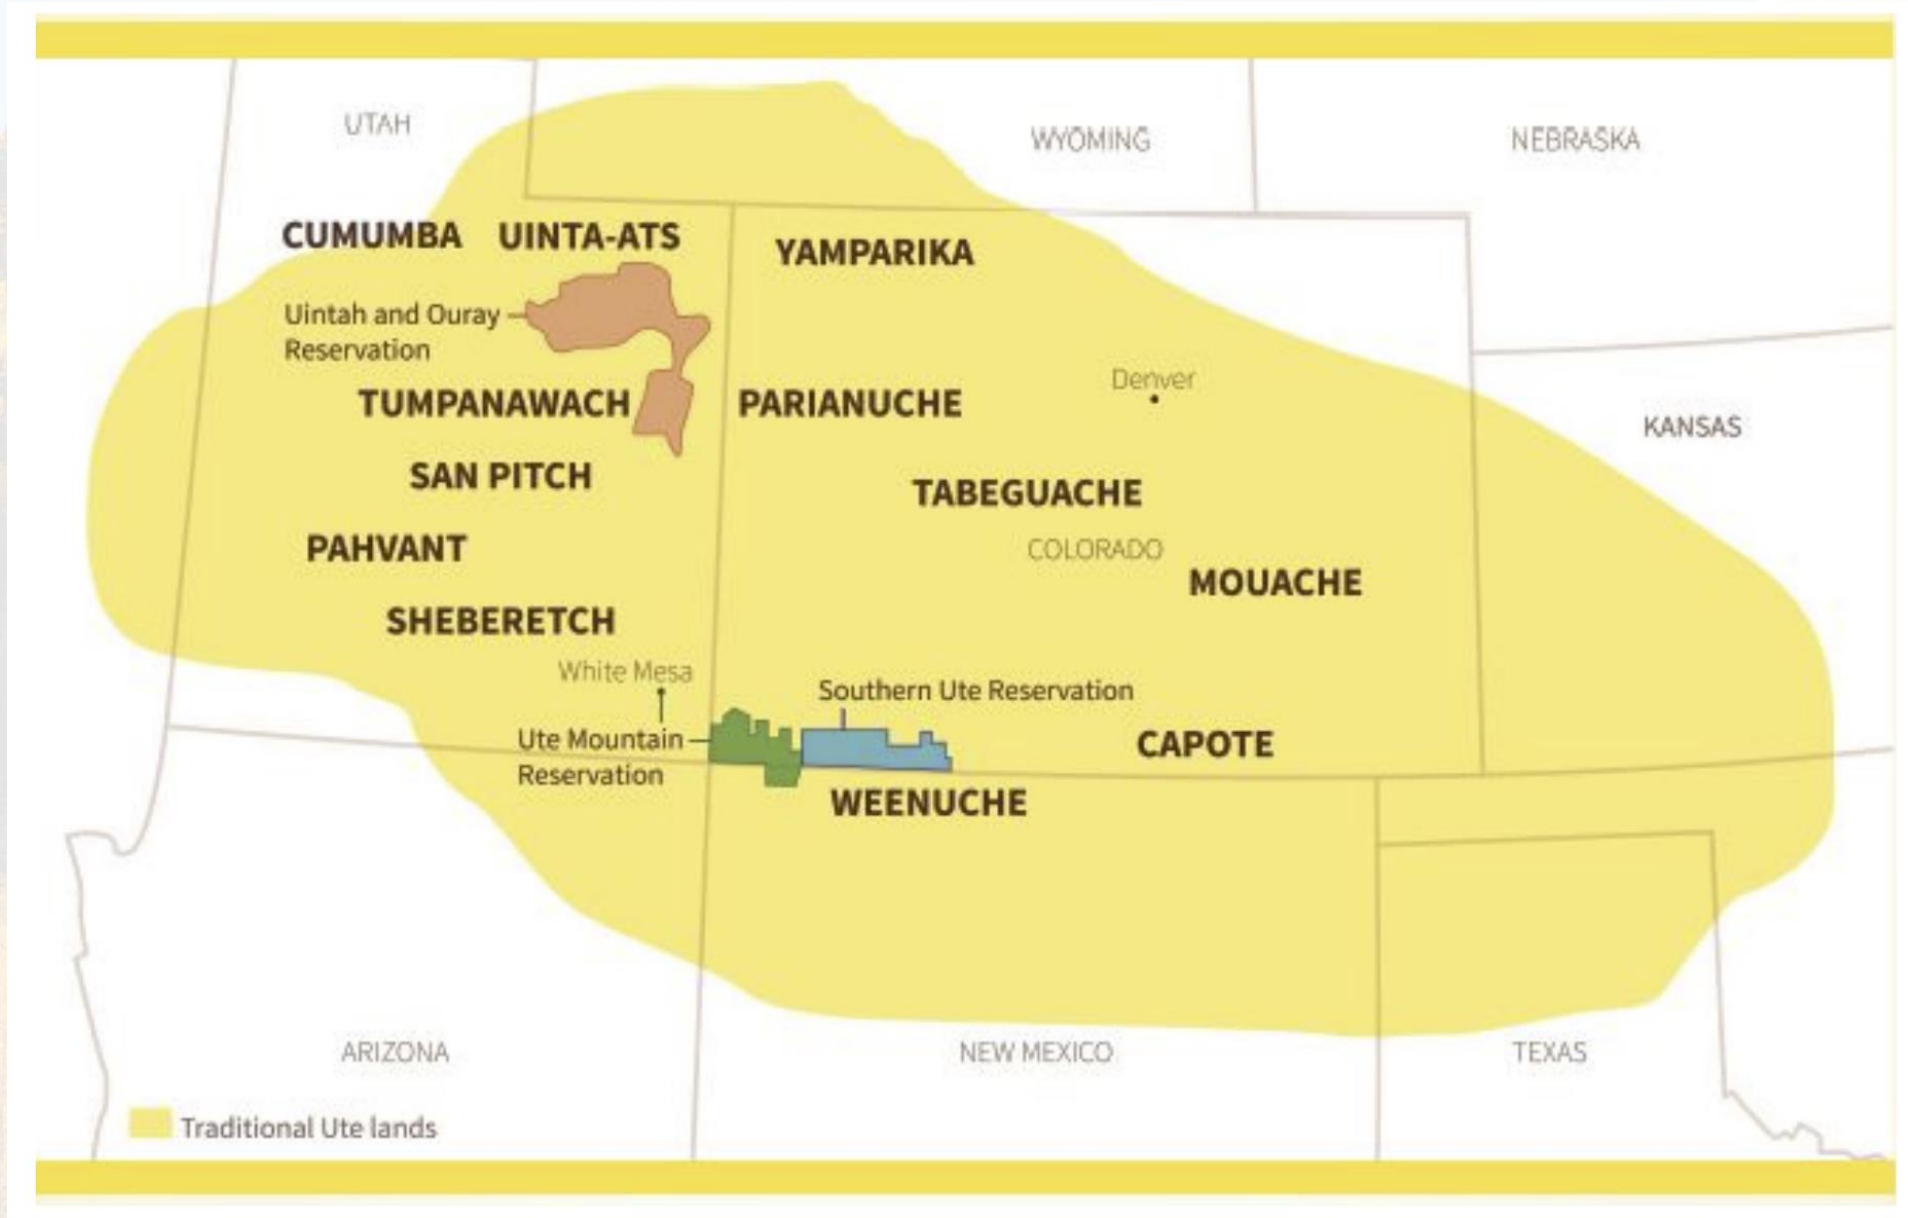 UTAH
WYOMING
NEBRASKA
CUMUMBA
UINTA-ATS
YAMPARIKA
Uintah and Ouray
Reservation
Denver
TUMPANAWACH
PARIANUCHE
KANSAS
SAN PITCH
TABEGUACHE
PAHVANT
COLORADO
MOUACHE
SHEBERETCH
White Mesa
Southern Ute Reservation
Ute Mountain
Reservation
CAPOTE
WEENUCHE
ARIZONA
NEW MEXICO
TEXAS
Traditional Ute lands